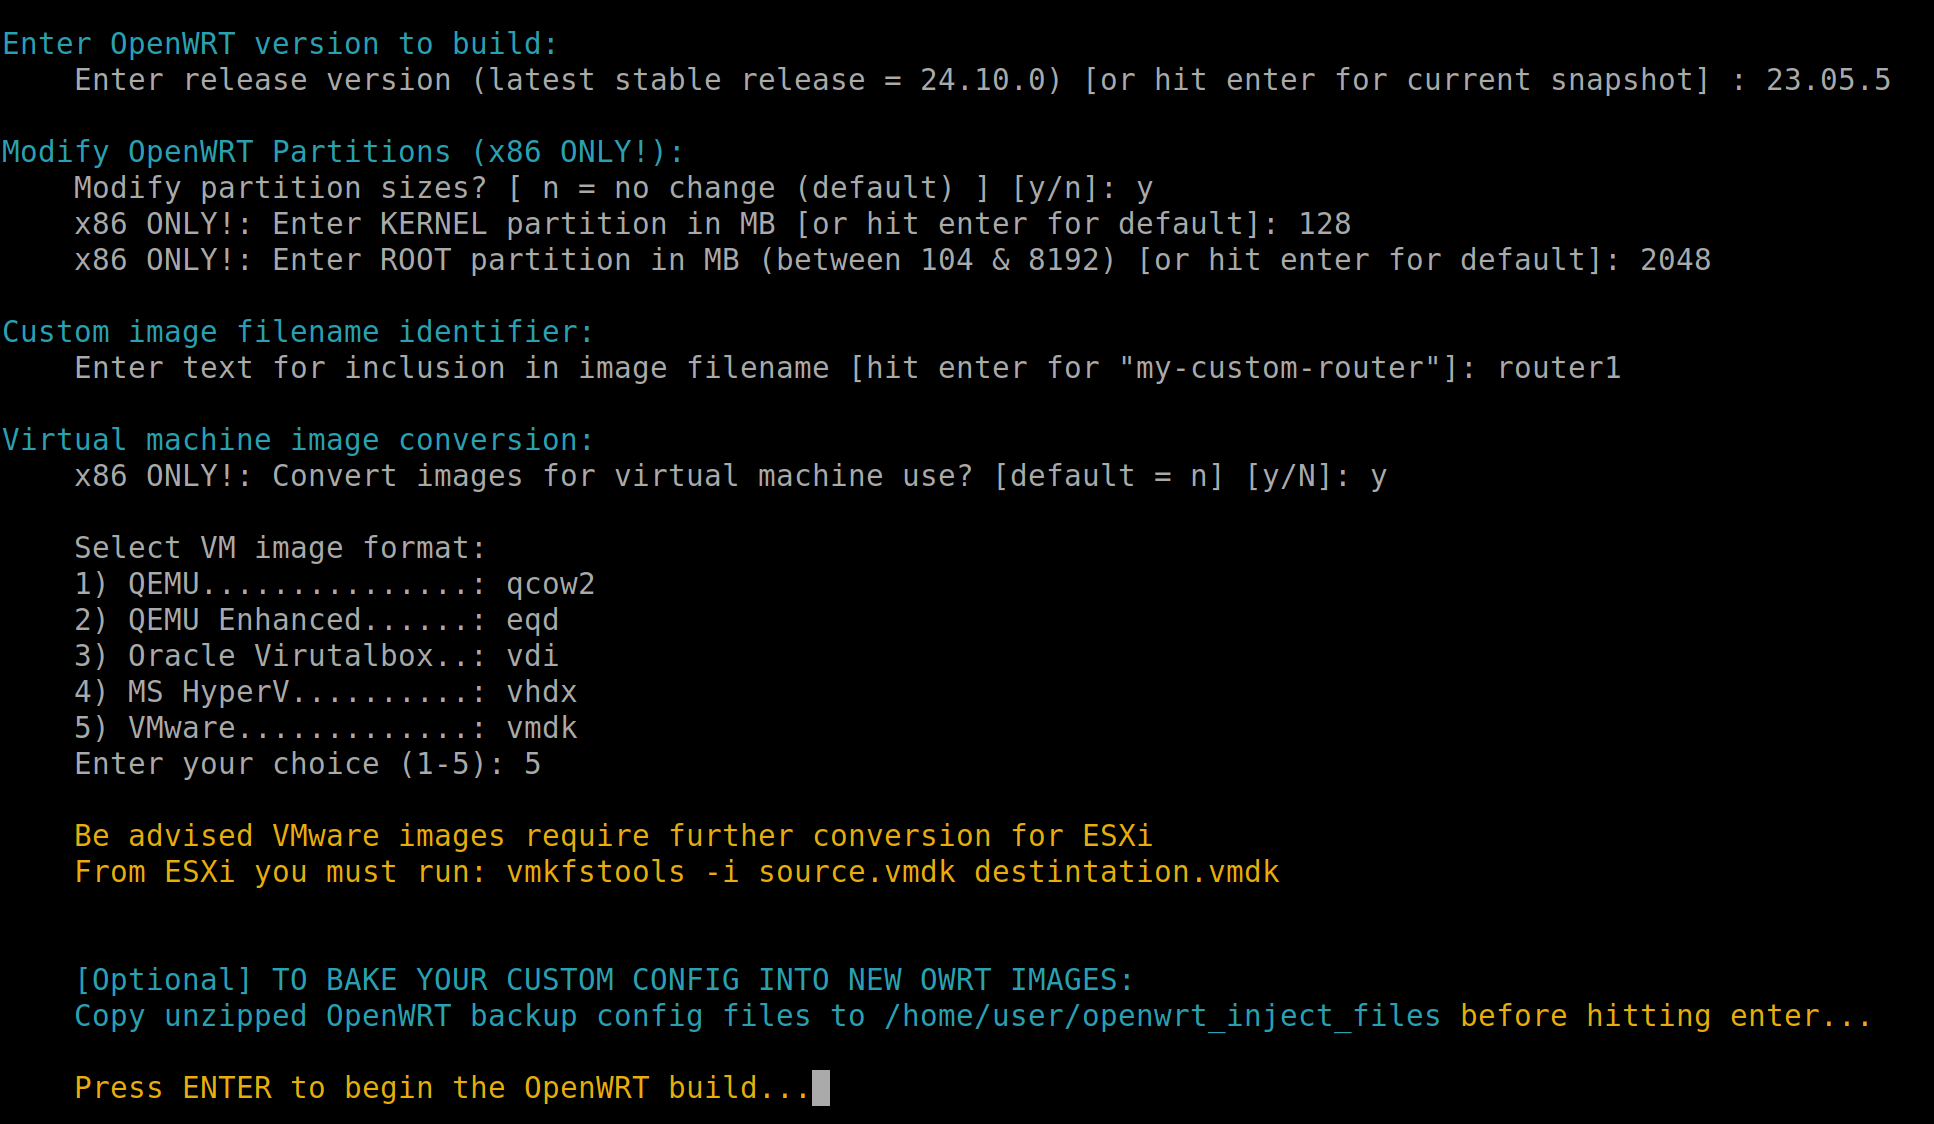 Enter OpenWRT version to build:
Enter release version (latest stable release = 24.10.0) [or hit enter for current snapshot] : 23.05.5
Modify OpenWRT Partitions (x86 ONLY!):
Modify partition sizes? [ n = no change (default) ] [y/n]: y
x86 ONLY!: Enter KERNEL partition in MB [or hit enter for default]: 128
x86 ONLY!: Enter ROOT partition in MB (between 104 & 8192) [or hit enter for default]: 2048
Custom image filename identifier:
Enter text for inclusion in image filename [hit enter for "my-custom-router"]: router1
Virtual machine image conversion:
x86 ONLY!: Convert images for virtual machine use? [default = n] [y/N]: y
Select VM image format:
1) QEMU...............: qcow2
2) QEMU Enhanced......: eqd
3) Oracle Virutalbox..: vdi
4) MS HyperV..........: vhdx
5) VMware.............: vmdk
Enter your choice (1-5): 5
Be advised VMware images require further conversion for ESXi
From ESXi you must run: vmkfstools -i source.vmdk destintation.vmdk
[Optional] TO BAKE YOUR CUSTOM CONFIG INTO NEW OWRT IMAGES:
Copy unzipped OpenWRT backup config files to /home/user/openwrt_inject_files before hitting enter...
Press ENTER to begin the OpenWRT build...